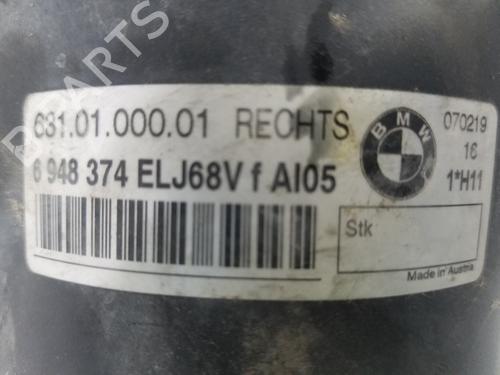 PARTS
631.01.000.01 RECHTS
BMW
070219
16
1*H11
6 948 374 ELJ68V f AI05
Stk
Made in Austria